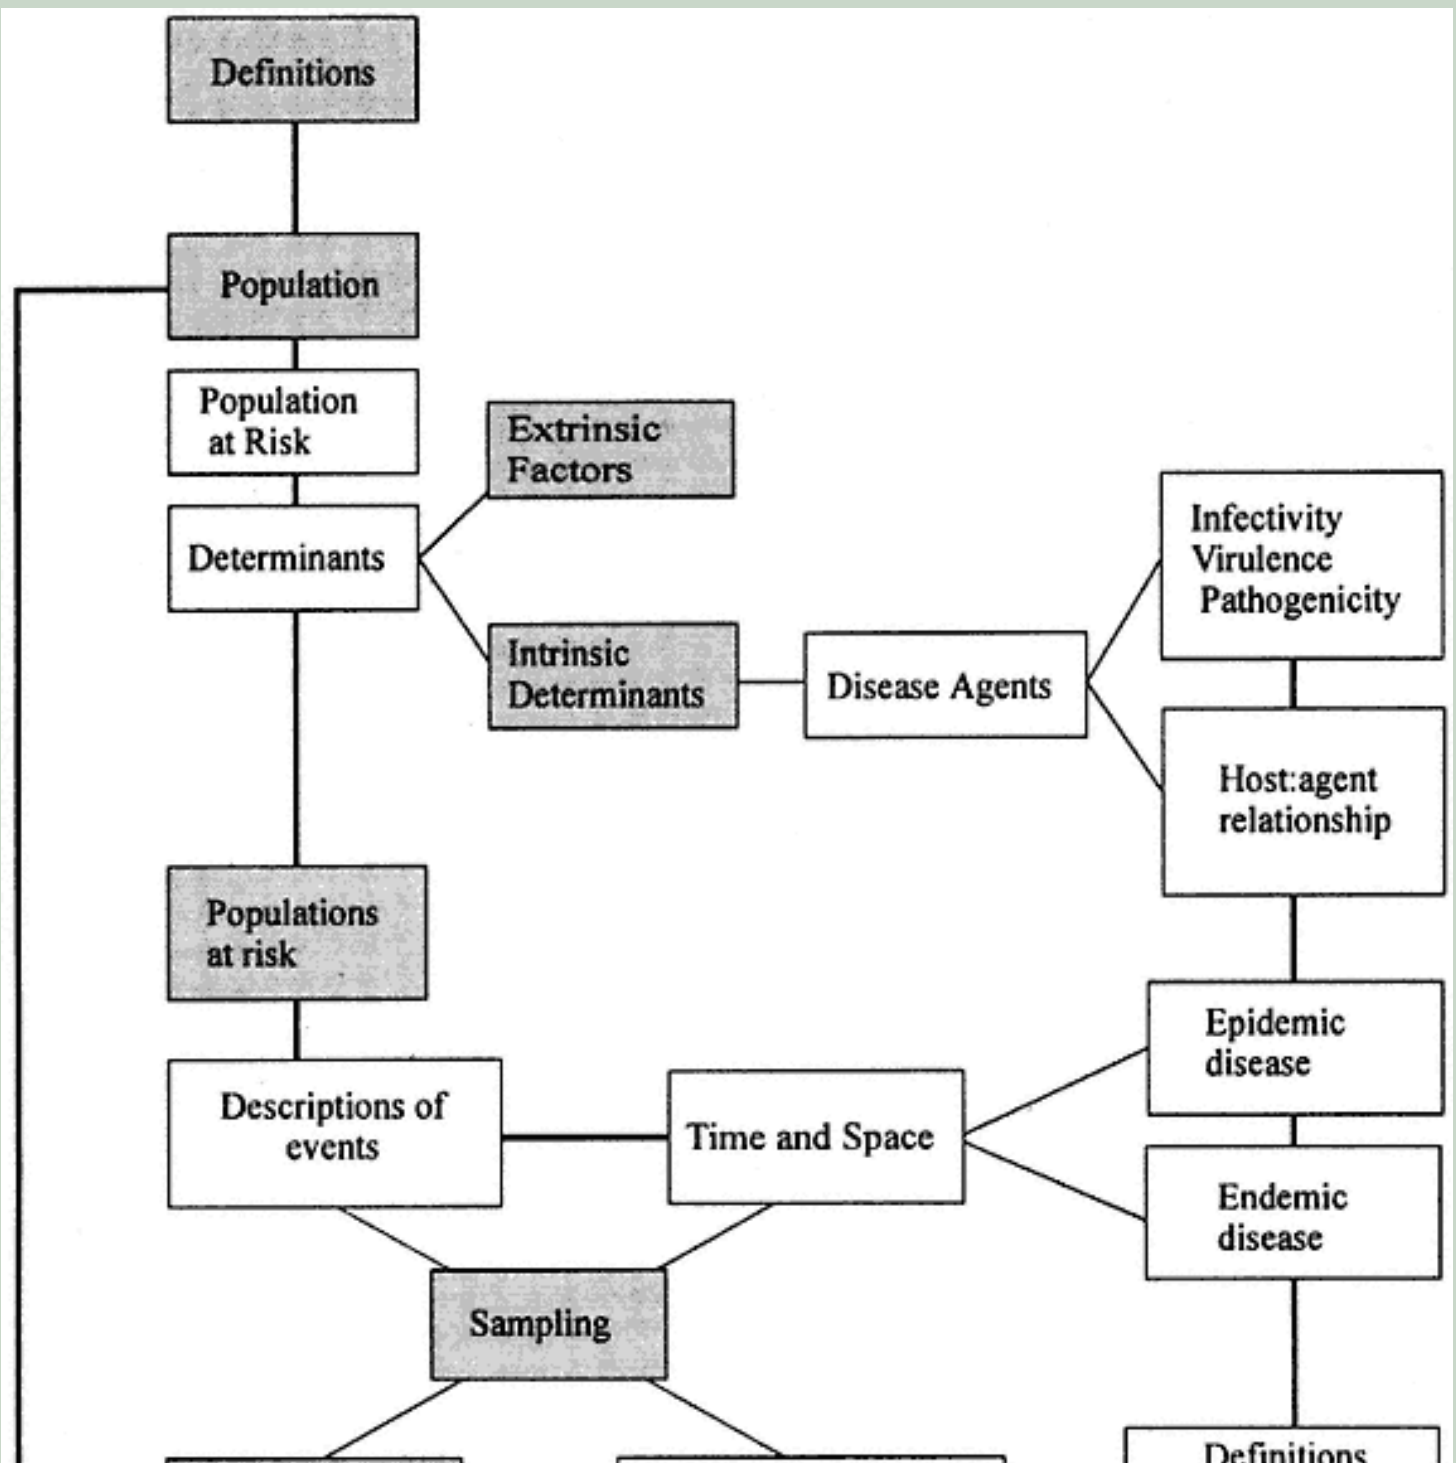 Definitions
Population
Population
at Risk
Extrinsic
Factors
Determinants
Infectivity
Virulence
Pathogenicity
Intrinsic
Determinants
Disease Agents
Host:agent
relationship
Populations
at risk
Epidemic
disease
Descriptions of
events
Time and Space
Endemic
disease
Sampling
Definitions